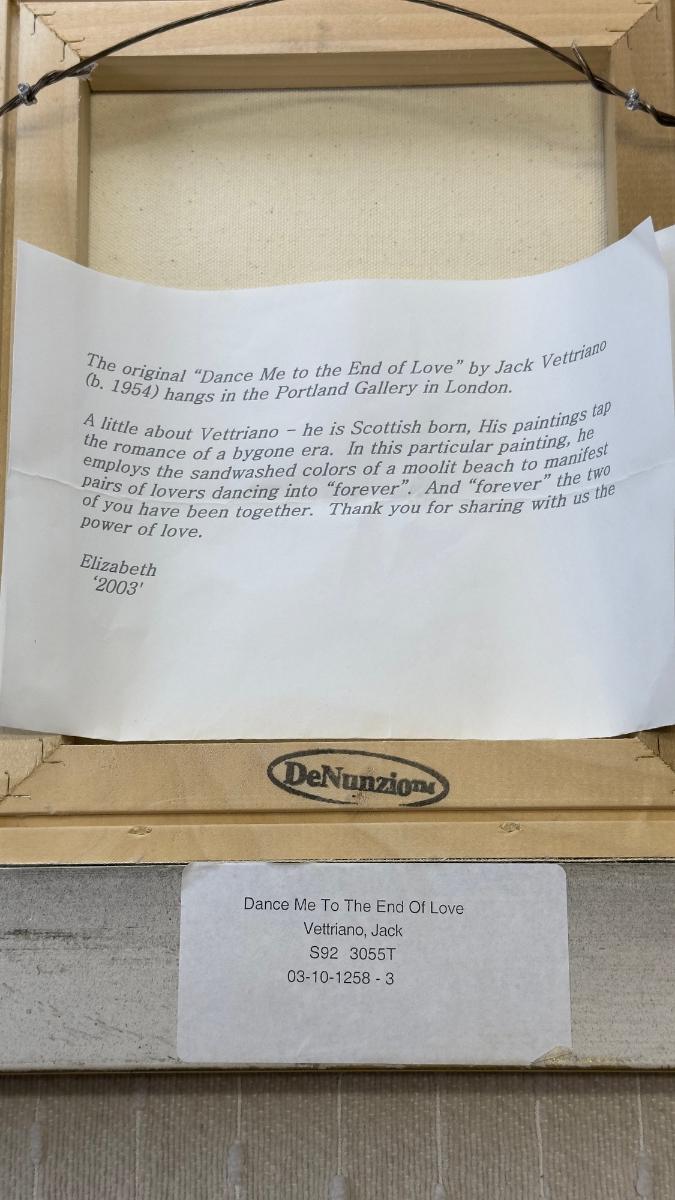 The original “Dance Me to the End of Love” by Jack Vettriano
(b. 1954) hangs in the Portland Gallery in London.
A little about Vettriano – he is Scottish born, His paintings tap
the romance of a bygone era. In this particular painting, he
employs the sandwashed colors of a moolit beach to manifest
pairs of lovers dancing into “forever”. And “forever” the two
of you have been together. Thank you for sharing with us the
power of love.
Elizabeth
‘2003'
DeNunzio™
Dance Me To The End Of Love
Vettriano, Jack
S92 3055T
03-10-1258 - 3